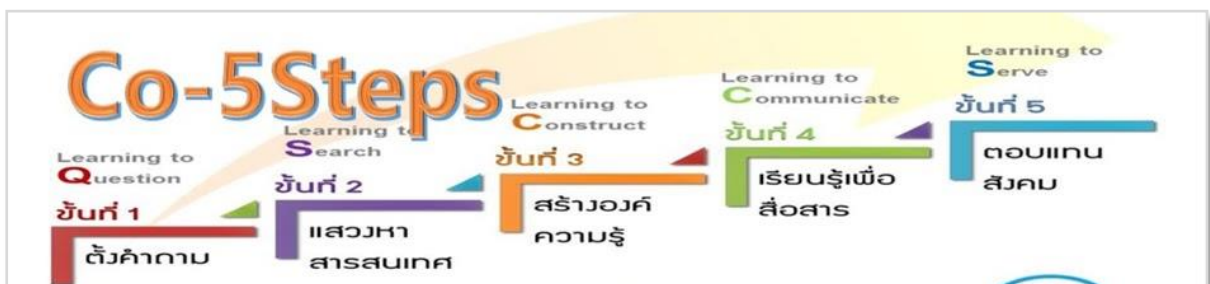 Co-5Steps
Learning to
Question
ขั้นที่ 1
ตั้งคำถาม
Learning to
Search
ขั้นที่ 2
แสวงหา
สารสนเทศ
Learning to
Construct
ขั้นที่ 3
สร้างองค์
ความรู้
Learning to
Communicate
ขั้นที่ 4
เรียนรู้เพื่อ
สื่อสาร
Learning to
Serve
ขั้นที่ 5
ตอบแทน
สังคม